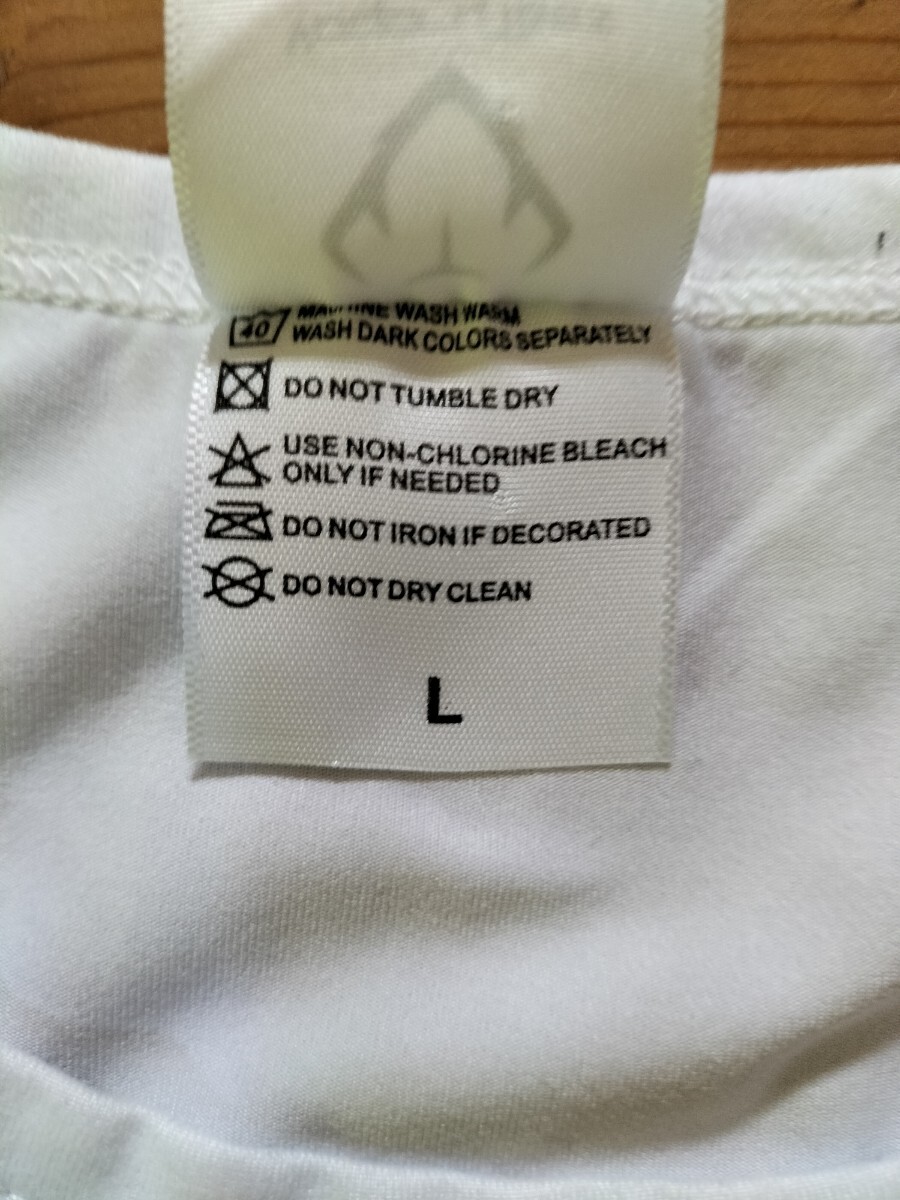 MACHINE WASH WARM
40 WASH DARK COLORS SEPARATELY
DO NOT TUMBLE DRY
USE NON-CHLORINE BLEACH
ONLY IF NEEDED
DO NOT IRON IF DECORATED
DO NOT DRY CLEAN
L